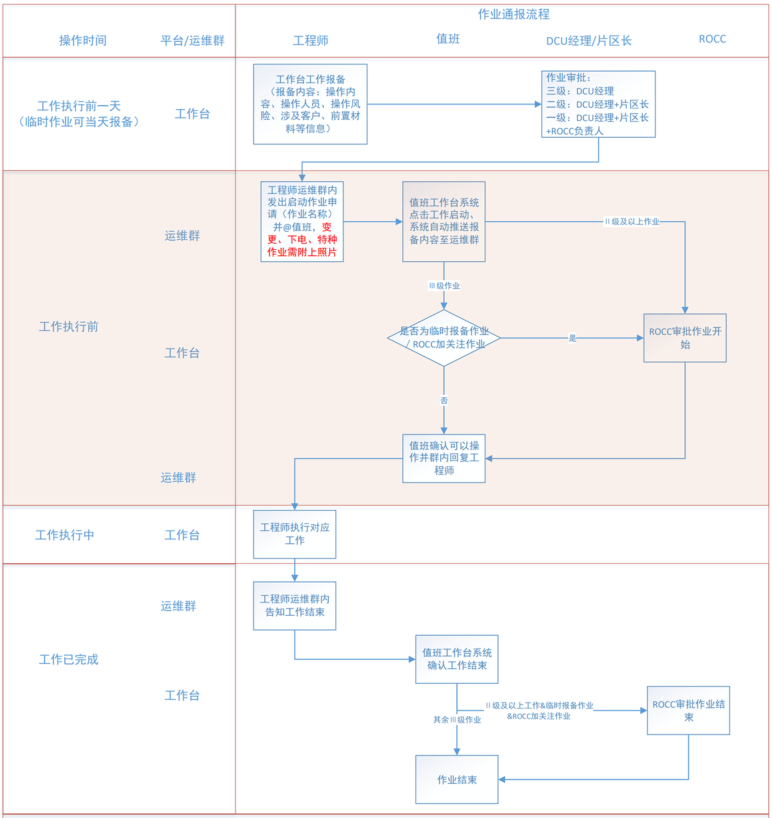 作业通报流程
操作时间
平台/运维群
工程师
值班
DCU经理/片区长
ROCC
工作执行前一天
（临时作业可当天报备）
工作台
工作台工作报备
（报备内容：操作内
容、操作人员、操作风
险、涉及客户、前置材
料等信息）
作业审批：
三级：DCU经理
二级：DCU经理+片区长
一级：DCU经理+片区长
+ROCC负责人
工作执行前
运维群
工作台
运维群
工程师运维群内
发出启动作业申
请（作业名称）
并@值班，变
更、下电、特种
作业需附上照片
值班工作台系统
点击工作启动、
系统自动推送报
备内容至运维群
Ⅱ级及以上作业
Ⅲ级作业
是否为临时报备作业
/ ROCC加关注作业
是
ROCC审批作业开
始
否
值班确认可以操
作并群内回复工
程师
工作执行中
工作台
工程师执行对应
工作
工作已完成
运维群
工作台
工程师运维群内
告知工作结束
值班工作台系统
确认工作结束
Ⅱ级及以上工作&临时报备作业
&ROCC加关注作业
其余Ⅲ级作业
ROCC审批作业结
束
作业结束